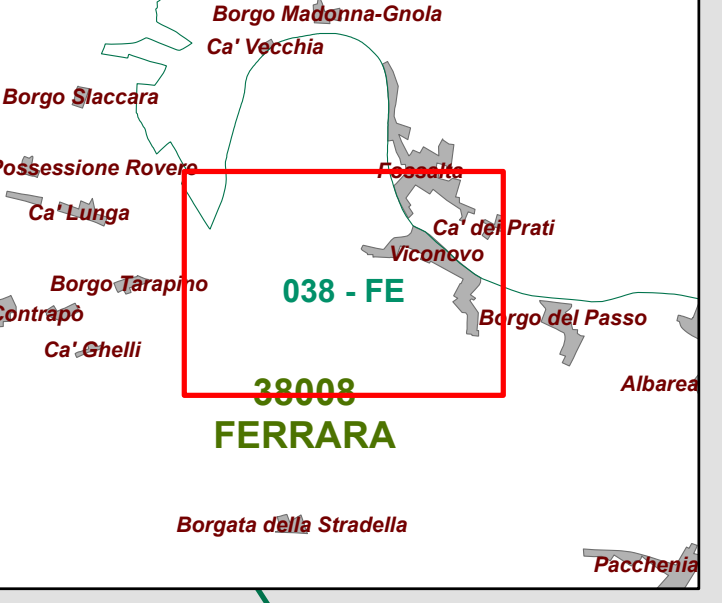 Borgo Madonna-Gnola
Ca' Vecchia
Borgo Slaccara
Possessione Rovere
Fossalta
Ca' Lunga
Ca' dei Prati
Viconovo
Borgo Tarapino
038 - FE
Contrapò
Borgo del Passo
Ca' Ghelli
Albarea
38008
FERRARA
Borgata della Stradella
Pacchenia